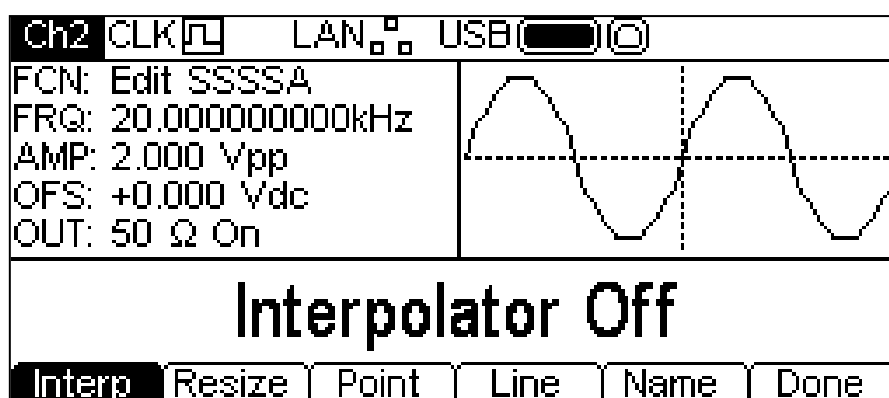 Ch2 CLK LAN USB
FCN: Edit SSSSA
FRQ: 20.000000000kHz
AMP: 2.000 Vpp
OFS: +0.000 Vdc
OUT: 50 Ω On
Interpolator Off
Interp Resize Point Line Name Done